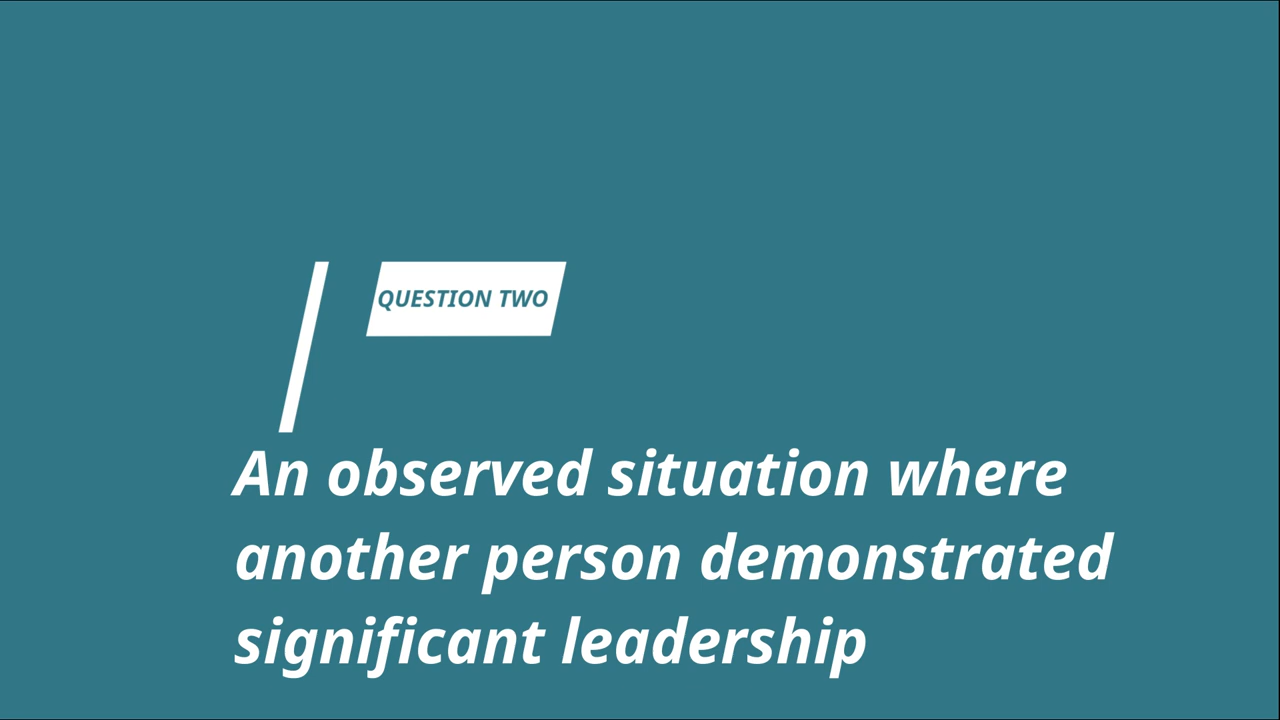 QUESTION TWO
An observed situation where
another person demonstrated
significant leadership